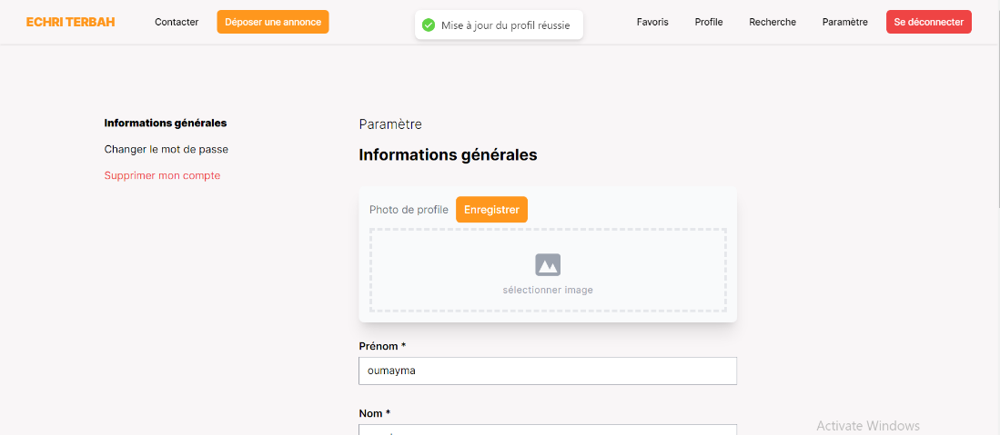 ECHRI TERBAH
Contacter
Déposer une annonce
Mise à jour du profil réussie
Favoris
Profile
Recherche
Paramètre
Se déconnecter
Informations générales
Changer le mot de passe
Supprimer mon compte
Paramètre
Informations générales
Photo de profile
Enregistrer
sélectionner image
Prénom *
oumayma
Nom *
Activate Windows